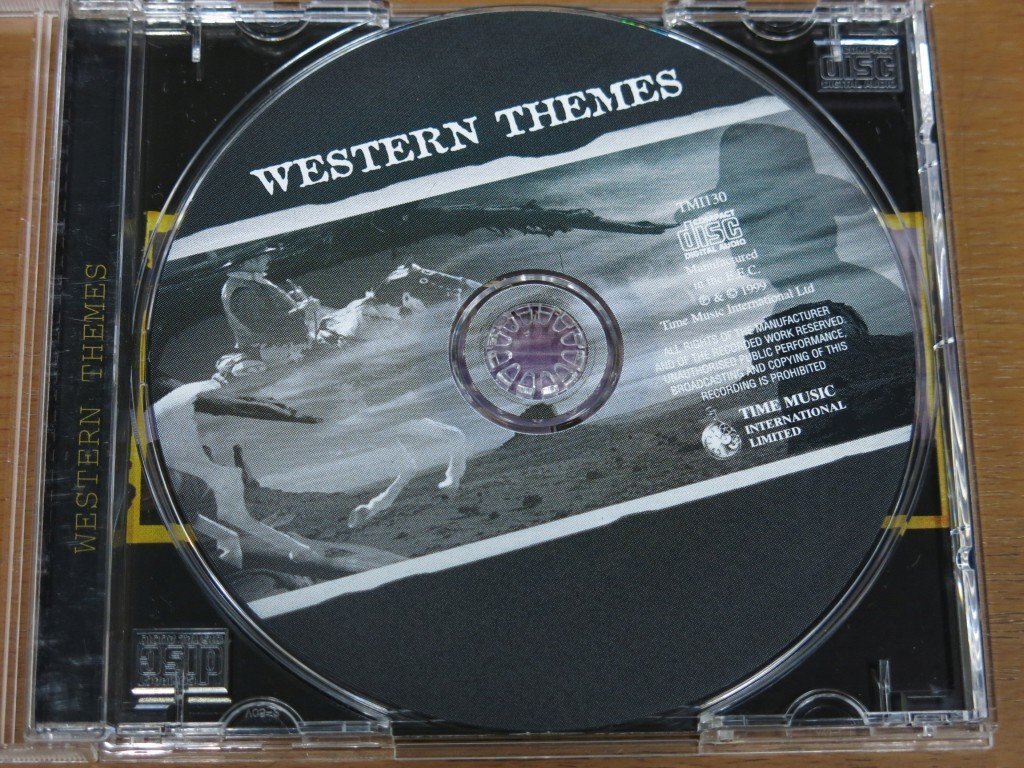 WESTERN THEMES
WESTERN THEMES
TMI130
COMPACT
disc
DIGITAL AUDIO
Manufactured
in the E.E.C.
℗ & © 1999
Time Music International Ltd
ALL RIGHTS OF THE MANUFACTURER
AND OF THE RECORDED WORK RESERVED.
UNAUTHORISED PUBLIC PERFORMANCE
BROADCASTING AND COPYING OF THIS
RECORDING IS PROHIBITED
TIME MUSIC
INTERNATIONAL
LIMITED
COMPACT
disc
DIGITAL AUDIO